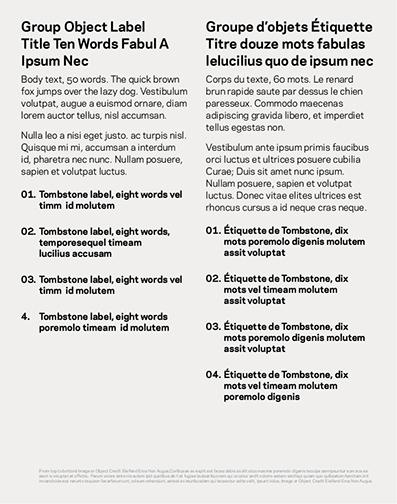 Group Object Label
Title Ten Words Fabul A
Ipsum Nec
Body text, 50 words. The quick brown
fox jumps over the lazy dog. Vestibulum
volutpat, augue a euismod ornare, diam
lorem auctor tellus, nisl accumsan.
Nulla leo a nisi eget justo. ac turpis nisl.
Quisque mi mi, accumsan a interdum
id, pharetra nec nunc. Nullam posuere,
sapien et volutpat luctus.
01. Tombstone label, eight words vel
timm id molutem
02. Tombstone label, eight words,
temporesequel timeam
lucilius accusam
03. Tombstone label, eight words vel
timm id molutem
4. Tombstone label, eight words
poremolo timeam id molutem
Groupe d’objets Étiquette
Titre douze mots fabulas
lelucilius quo de ipsum nec
Corps du texte, 60 mots. Le renard
brun rapide saute par dessus le chien
paresseux. Commodo maecenas
adipiscing gravida libero, et imperdiet
tellus egestas non.
Vestibulum ante ipsum primis faucibus
orci luctus et ultrices posuere cubilia
Curae; Duis sit amet nunc ipsum.
Nullam posuere, sapien et volutpat
luctus. Donec vitae elites ultrices est
rhoncus cursus a id neque cras neque.
01. Étiquette de Tombstone, dix
mots poremolo digenis molutem
assit voluptat
02. Étiquette de Tombstone, dix
mots vel timeam molutem
assit voluptat
03. Étiquette de Tombstone, dix
mots poremolo digenis molutem
assit voluptat
04. Étiquette de Tombstone, dix
mots vel timeam molutem
poremolo digenis